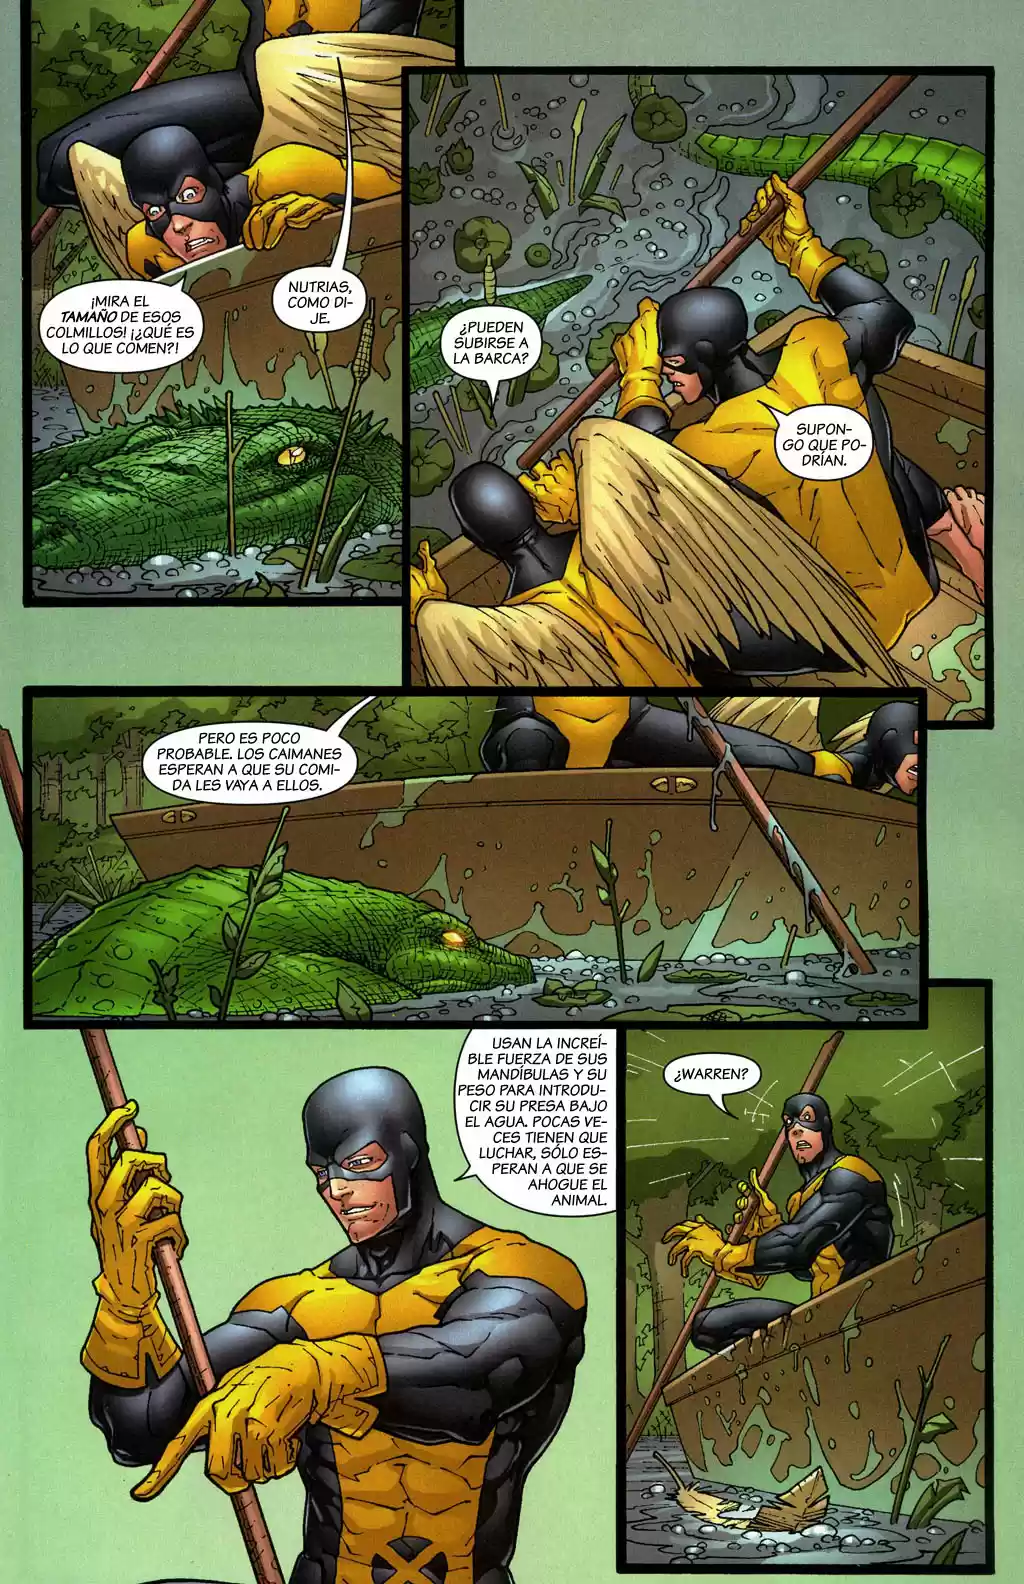 ¡MIRA EL
TAMAÑO DE ESOS
COLMILLOS! ¡¿QUÉ ES
LO QUE COMEN?!
NUTRIAS,
COMO DI-
JE.
¿PUEDEN
SUBIRSE A
LA BARCA?
SUPON-
GO QUE PO-
DRÍAN.
PERO ES POCO
PROBABLE. LOS CAIMANES
ESPERAN A QUE SU COMI-
DA LES VAYA A ELLOS.
USAN LA INCREÍ-
BLE FUERZA DE SUS
MANDÍBULAS Y SU
PESO PARA INTRODU-
CIR SU PRESA BAJO
EL AGUA. POCAS VE-
CES TIENEN QUE
LUCHAR, SÓLO ES-
PERAN A QUE SE
AHOGUE EL
ANIMAL.
¿WARREN?